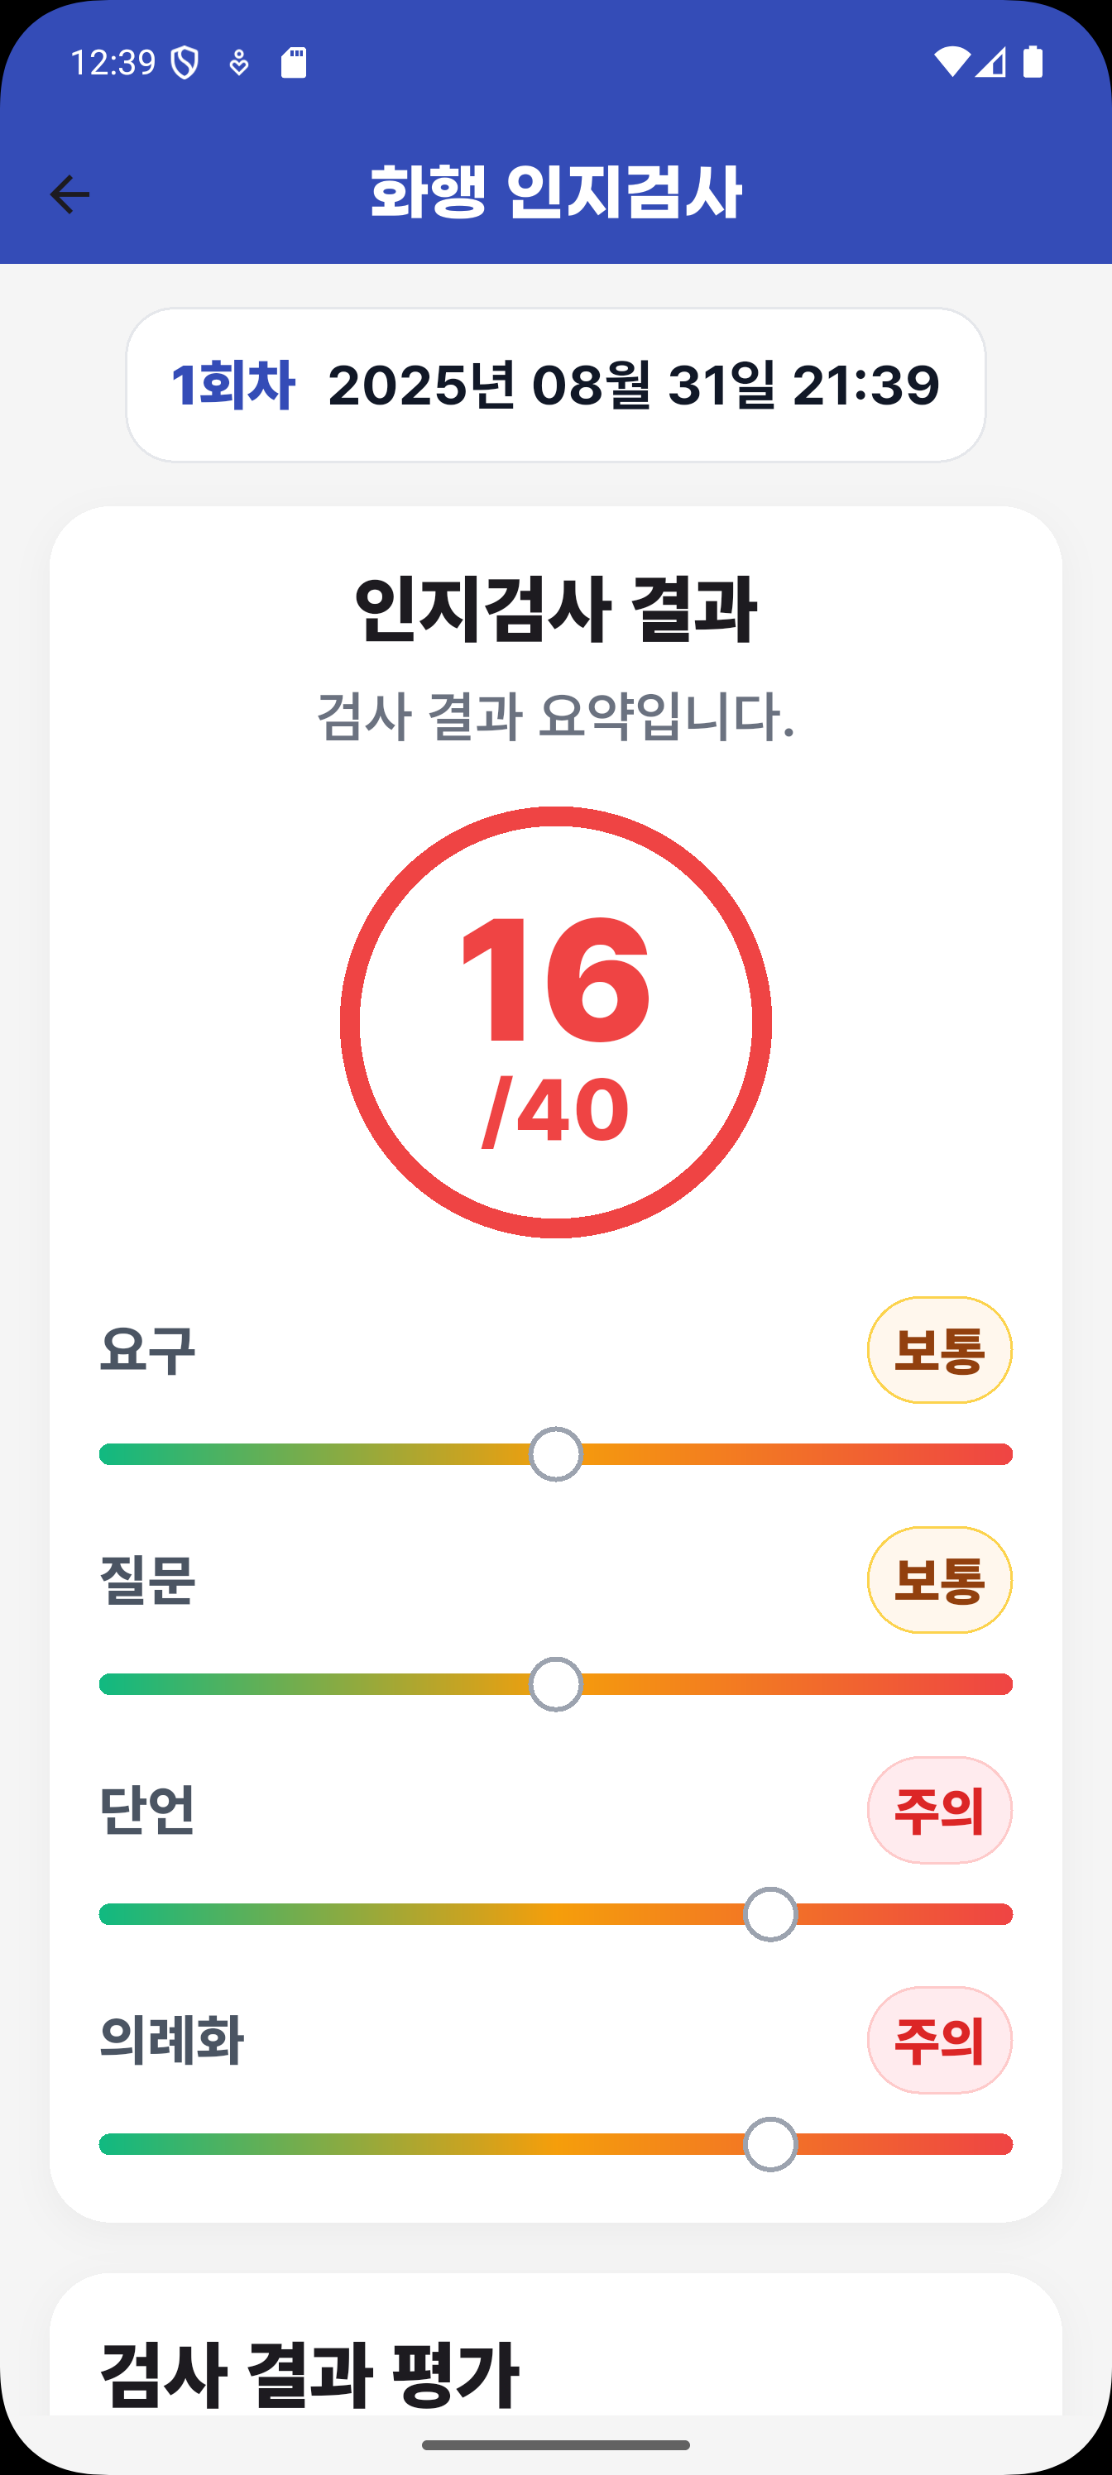 12:39
화행 인지검사
1회차 2025년 08월 31일 21:39
인지검사 결과
검사 결과 요약입니다.
16
/40
요구 보통
질문 보통
단언 주의
의례화 주의
검사 결과 평가